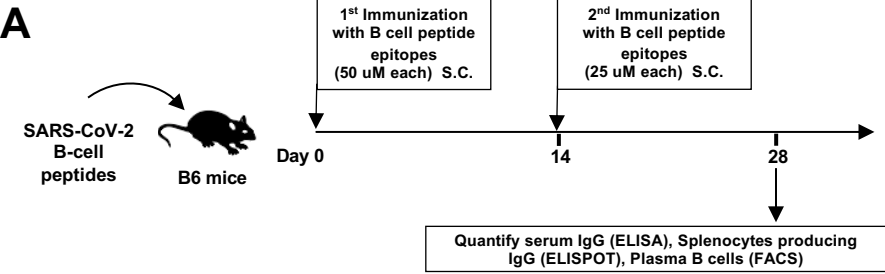 A
1st Immunization
with B cell peptide
epitopes
(50 uM each) S.C.
2nd Immunization
with B cell peptide
epitopes
(25 uM each) S.C.
SARS-CoV-2
B-cell
peptides
B6 mice
Day 0
14
28
Quantify serum IgG (ELISA), Splenocytes producing
IgG (ELISPOT), Plasma B cells (FACS)